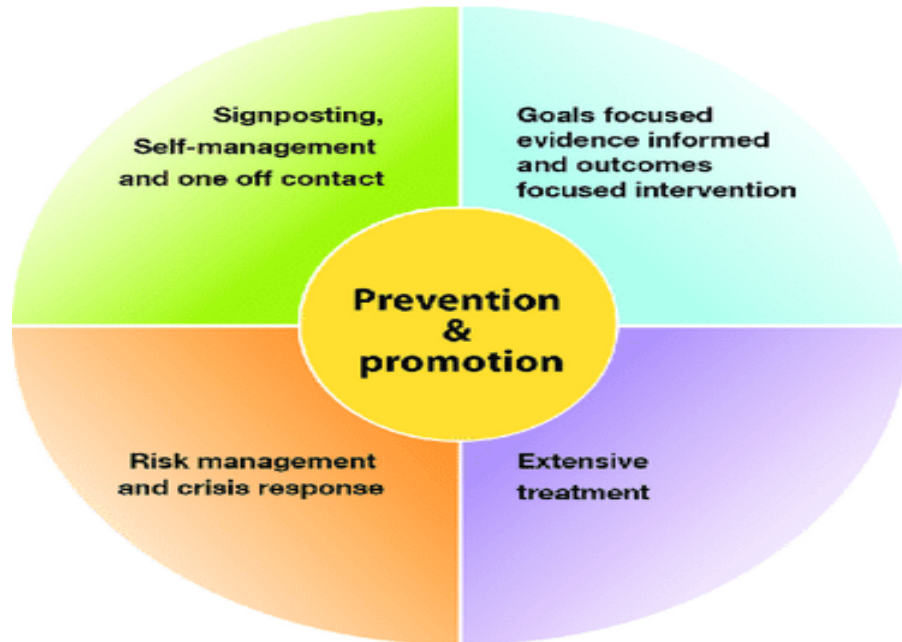 Signposting,
Self-management
and one off contact
Goals focused
evidence informed
and outcomes
focused intervention
Prevention
&
promotion
Risk management
and crisis response
Extensive
treatment